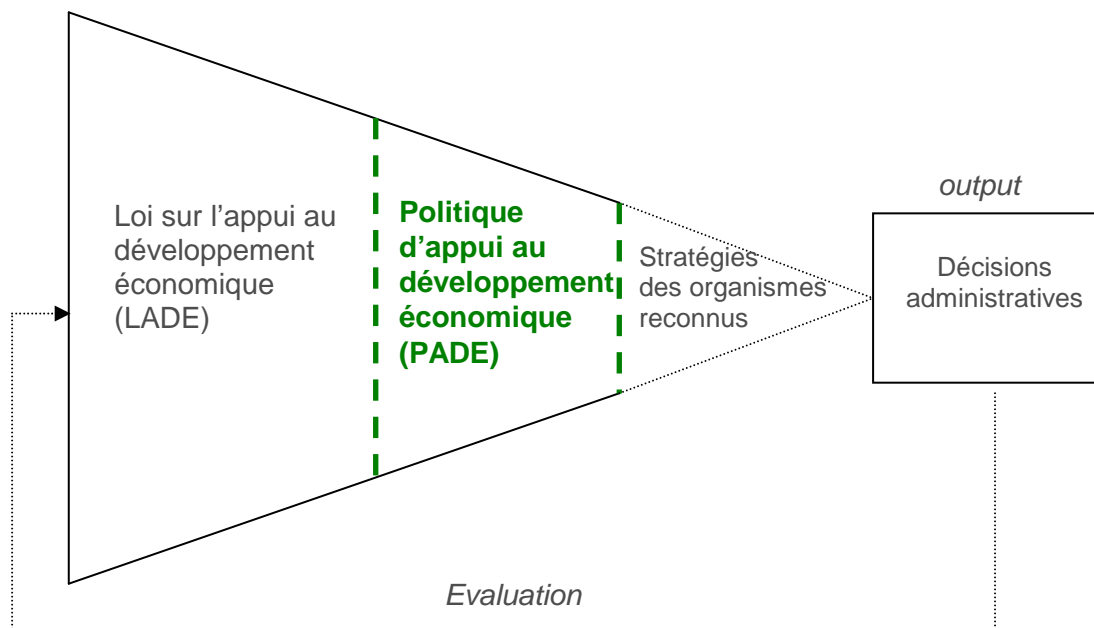 Loi sur l’appui au
développement
économique
(LADE)
Politique
d’appui au
développement
économique
(PADE)
Stratégies
des organismes
reconnus
output
Décisions
administratives
Evaluation